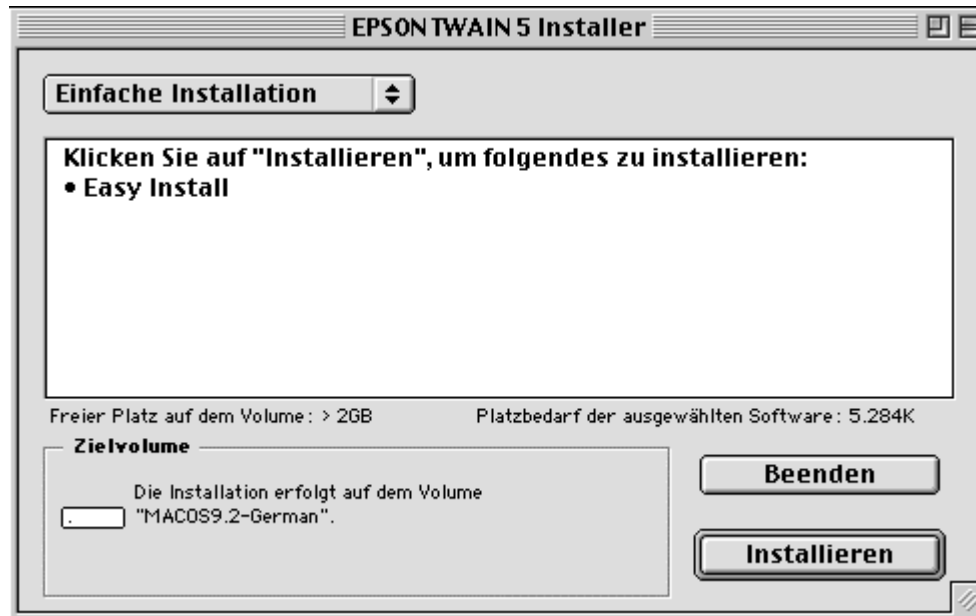 EPSON TWAIN 5 Installer
Einfache Installation
Klicken Sie auf "Installieren", um folgendes zu installieren:
• Easy Install
Freier Platz auf dem Volume: > 2GB Platzbedarf der ausgewählten Software: 5.284K
Zielvolume
Die Installation erfolgt auf dem Volume
"MACOS9.2-German".
Beenden
Installieren